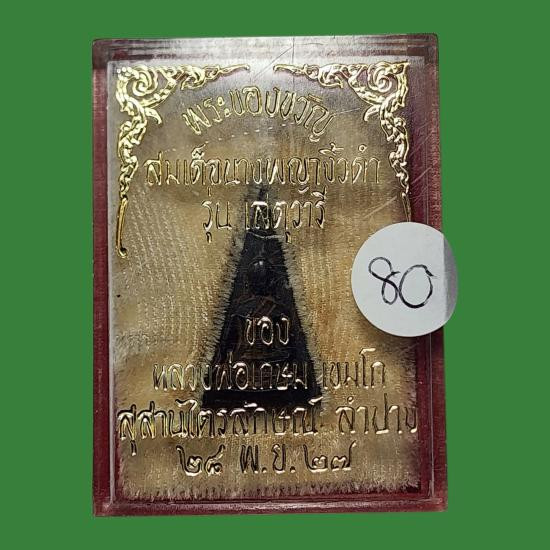 พระของขวัญ
สมเด็จนางพญางิ้วดำ
รุ่น เสตุวารี
ของ
หลวงพ่อเกษม เขมโก
สุสานไตรลักษณ์ ลำปาง
๒๘ พ.ย. ๒๗
80